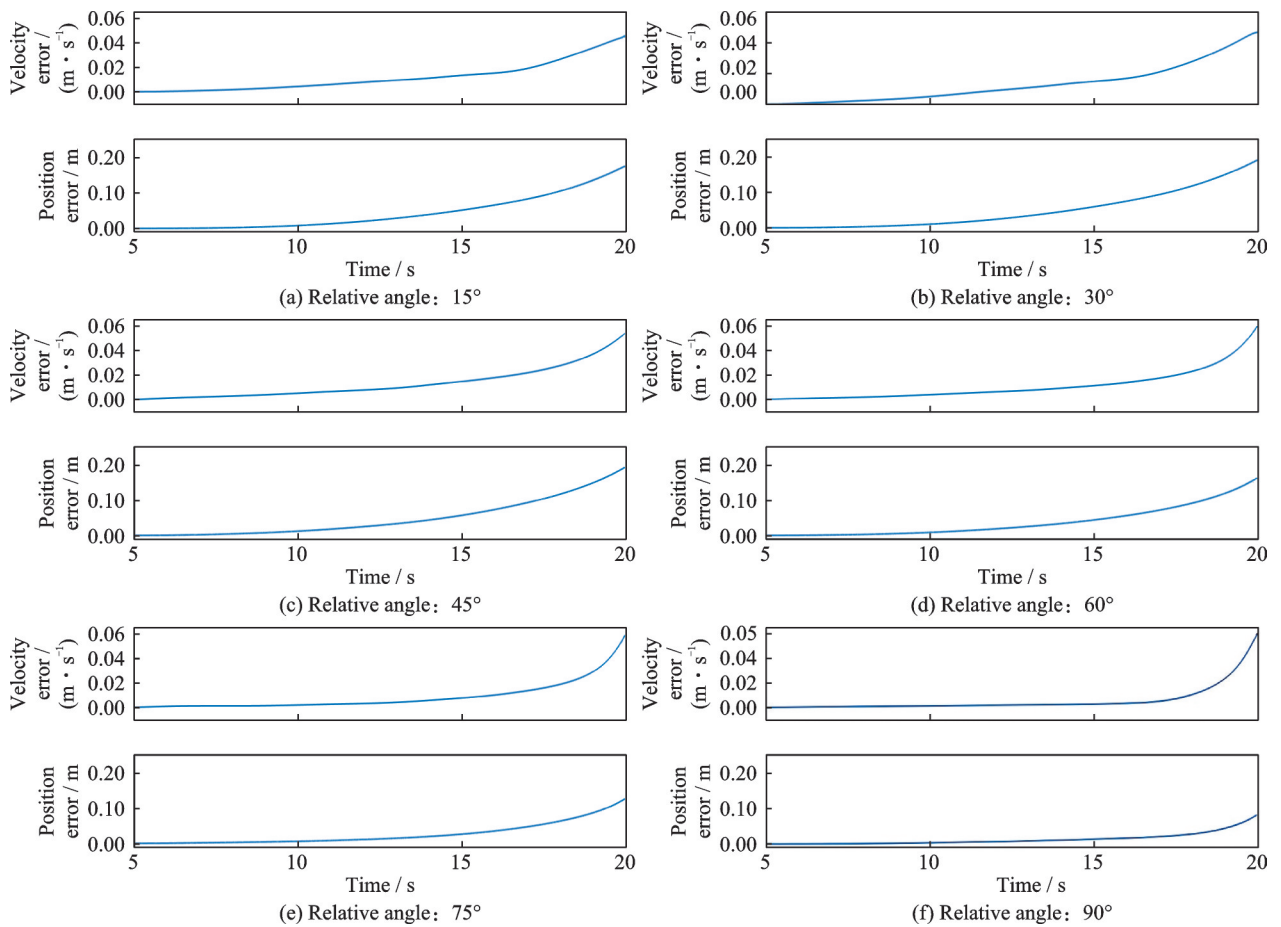 Velocity
error /
(m · s⁻¹)
0.06
0.04
0.02
0.00
Position
error / m
0.20
0.10
0.00
5
10
15
20
Time / s
(a) Relative angle：15°
Velocity
error /
(m · s⁻¹)
0.06
0.04
0.02
0.00
Position
error / m
0.20
0.10
0.00
5
10
15
20
Time / s
(b) Relative angle：30°
Velocity
error /
(m · s⁻¹)
0.06
0.04
0.02
0.00
Position
error / m
0.20
0.10
0.00
5
10
15
20
Time / s
(c) Relative angle：45°
Velocity
error /
(m · s⁻¹)
0.06
0.04
0.02
0.00
Position
error / m
0.20
0.10
0.00
5
10
15
20
Time / s
(d) Relative angle：60°
Velocity
error /
(m · s⁻¹)
0.06
0.04
0.02
0.00
Position
error / m
0.20
0.10
0.00
5
10
15
20
Time / s
(e) Relative angle：75°
Velocity
error /
(m · s⁻¹)
0.05
0.04
0.02
0.00
Position
error / m
0.20
0.10
0.00
5
10
15
20
Time / s
(f) Relative angle：90°